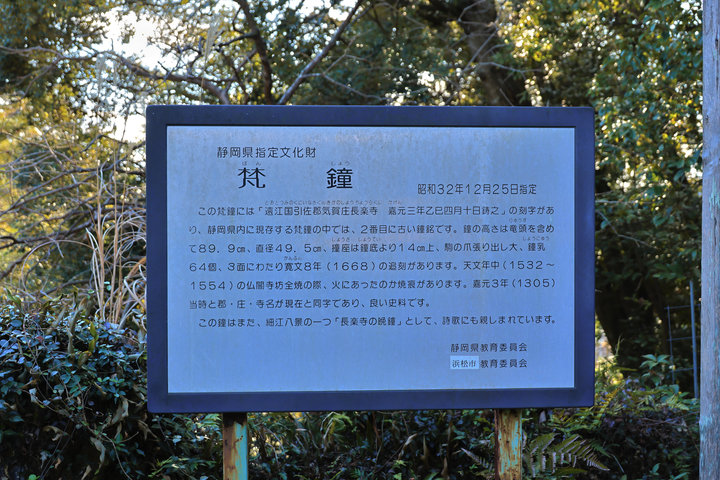 静岡県指定文化財
ぼん しょう
梵 鐘
昭和32年12月25日指定
この梵鐘には「遠江国引佐郡気賀庄長楽寺 嘉元三年乙巳四月十日鋳之」の刻字があ
り、静岡県内に現存する梵鐘では、2番目に古い鐘銘です。鐘の高さは竜頭を含め
て89.9㎝、直径49.5㎝、鐘座は鐘底より14㎝上、駒の爪張り出し大、鐘乳
64個、3面にわたり寛文8年(1668)の追刻があります。天文年中(1532~
1554)の仏閣寺坊全焼の際、火にあったのか焼痕があります。嘉元3年(1305)
当時と郡・庄・寺名が現在と同字であり、良い史料です。
この鐘はまた、細江八景の一つ「長楽寺の晩鐘」として、詩歌にも親しまれています。
静岡県教育委員会
浜松市教育委員会